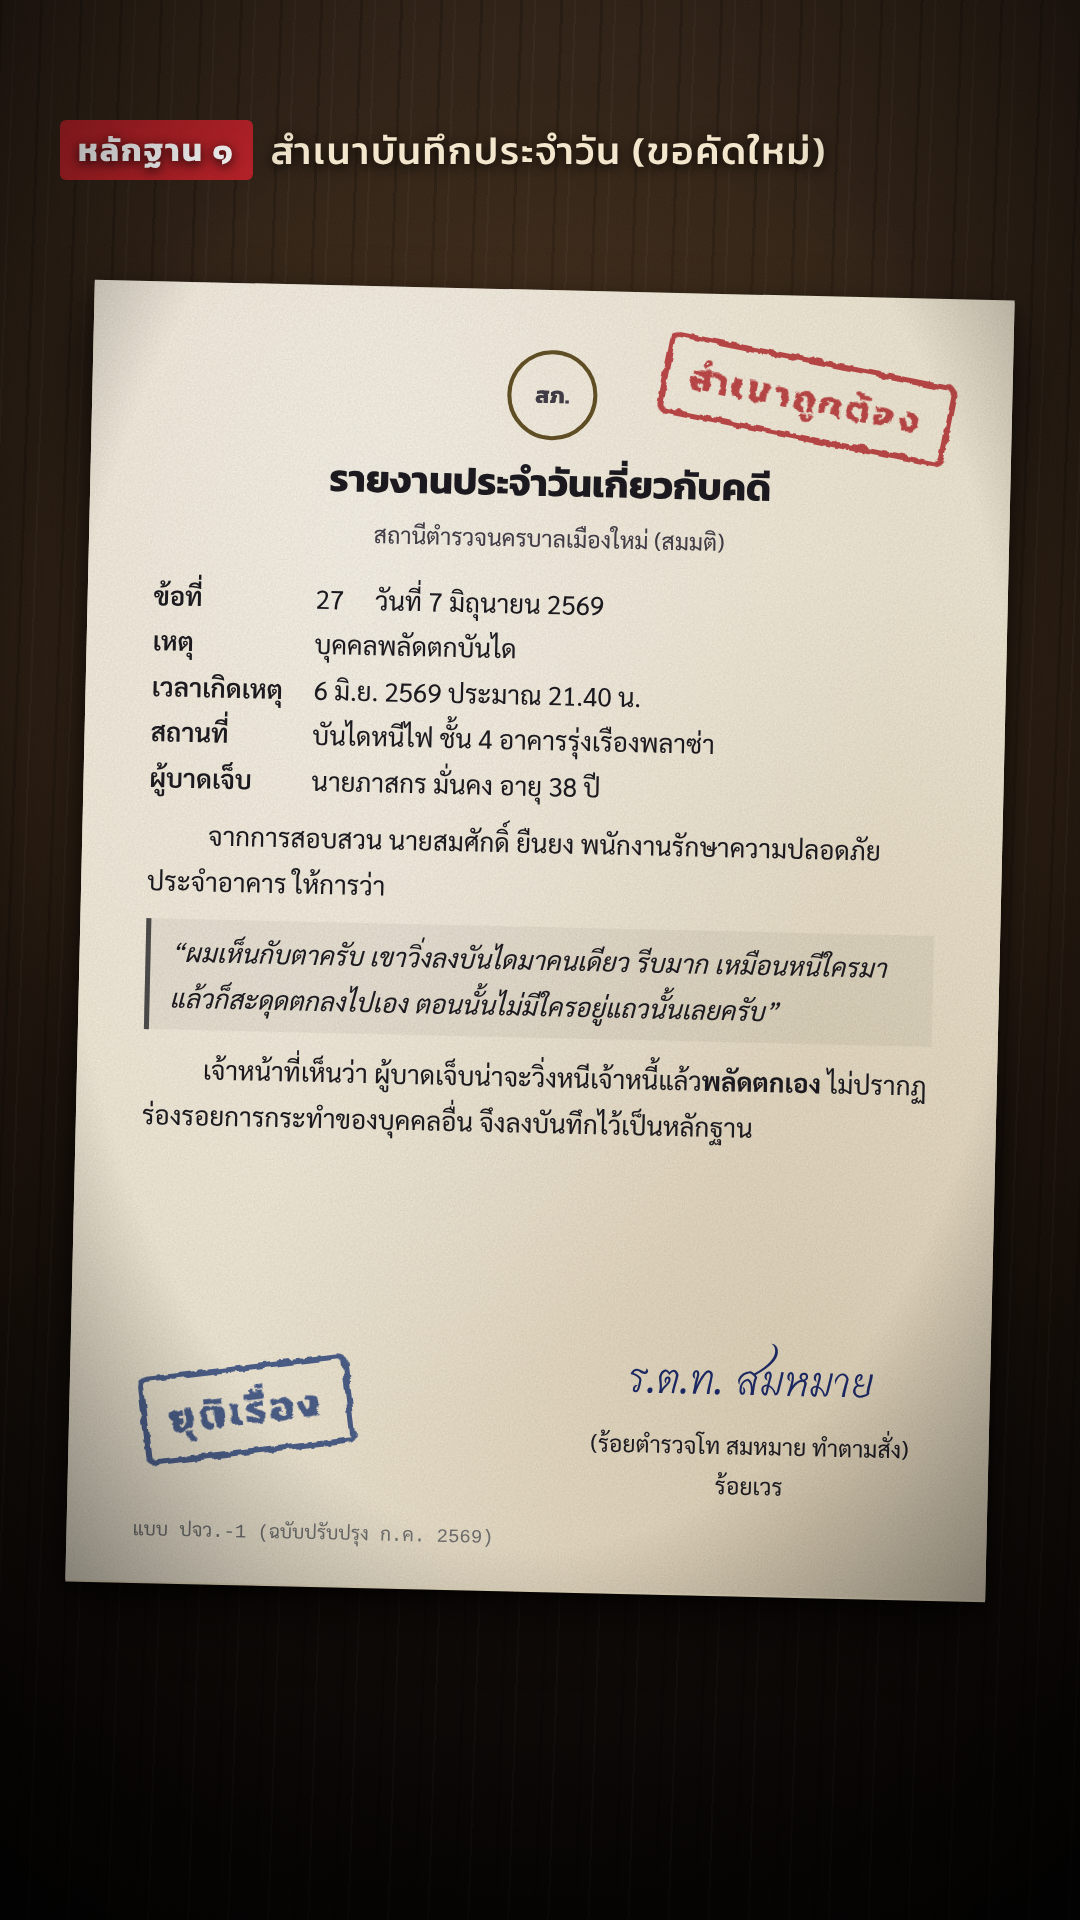 หลักฐาน ๑ สำเนาบันทึกประจำวัน (ขอคัดใหม่)
สำเนาถูกต้อง
สภ.
รายงานประจำวันเกี่ยวกับคดี
สถานีตำรวจนครบาลเมืองใหม่ (สมมติ)
ข้อที่ 27 วันที่ 7 มิถุนายน 2569
เหตุ บุคคลพลัดตกบันได
เวลาเกิดเหตุ 6 มิ.ย. 2569 ประมาณ 21.40 น.
สถานที่ บันไดหนีไฟ ชั้น 4 อาคารรุ่งเรืองพลาซ่า
ผู้บาดเจ็บ นายภาสกร มั่นคง อายุ 38 ปี
จากการสอบสวน นายสมศักดิ์ ยืนยง พนักงานรักษาความปลอดภัย
ประจำอาคาร ให้การว่า
“ผมเห็นกับตาครับ เขาวิ่งลงบันไดมาคนเดียว รีบมาก เหมือนหนีใครมา
แล้วก็สะดุดตกลงไปเอง ตอนนั้นไม่มีใครอยู่แถวนั้นเลยครับ”
เจ้าหน้าที่เห็นว่า ผู้บาดเจ็บน่าจะวิ่งหนีเจ้าหนี้แล้วพลัดตกเอง ไม่ปรากฏ
ร่องรอยการกระทำของบุคคลอื่น จึงลงบันทึกไว้เป็นหลักฐาน
ยุติเรื่อง
ร.ต.ท. สมหมาย
(ร้อยตำรวจโท สมหมาย ทำตามสั่ง)
ร้อยเวร
แบบ ปจว.-1 (ฉบับปรับปรุง ก.ค. 2569)